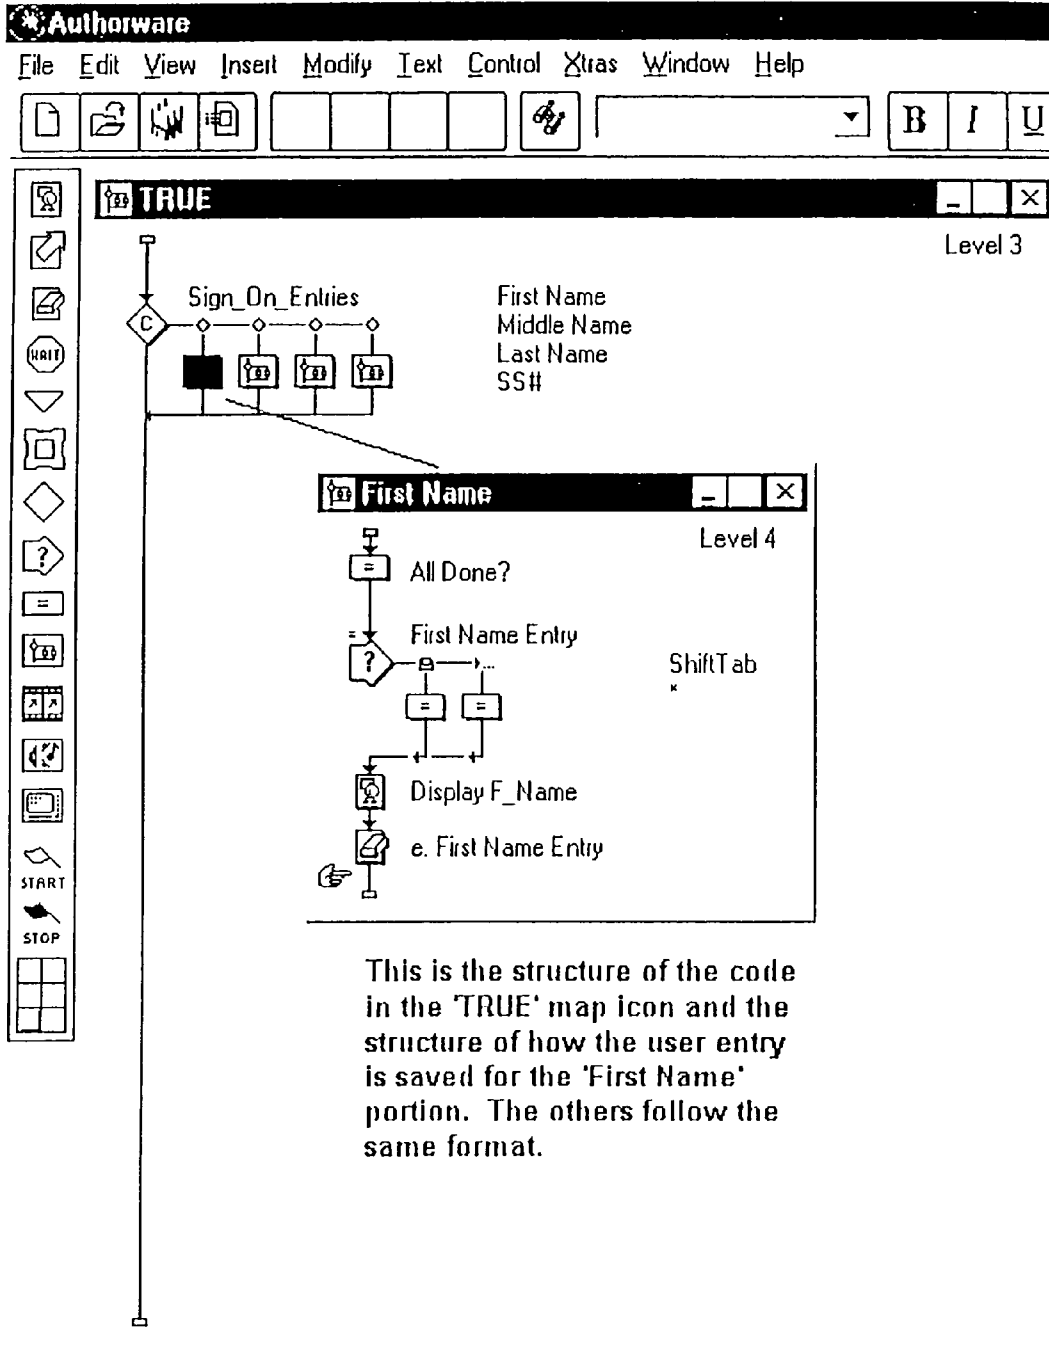 Authorware
File Edit View Insert Modify Text Control Xtras Window Help
B I U
TRUE
Level 3
Sign_On_Entries
First Name
Middle Name
Last Name
SS#
C
WAIT
?
=
START
STOP
First Name
Level 4
=
All Done?
=
First Name Entry
?
...
ShiftTab
*
= =
Display F_Name
e. First Name Entry
This is the structure of the code
in the 'TRUE' map icon and the
structure of how the user entry
is saved for the 'First Name'
portion. The others follow the
same format.